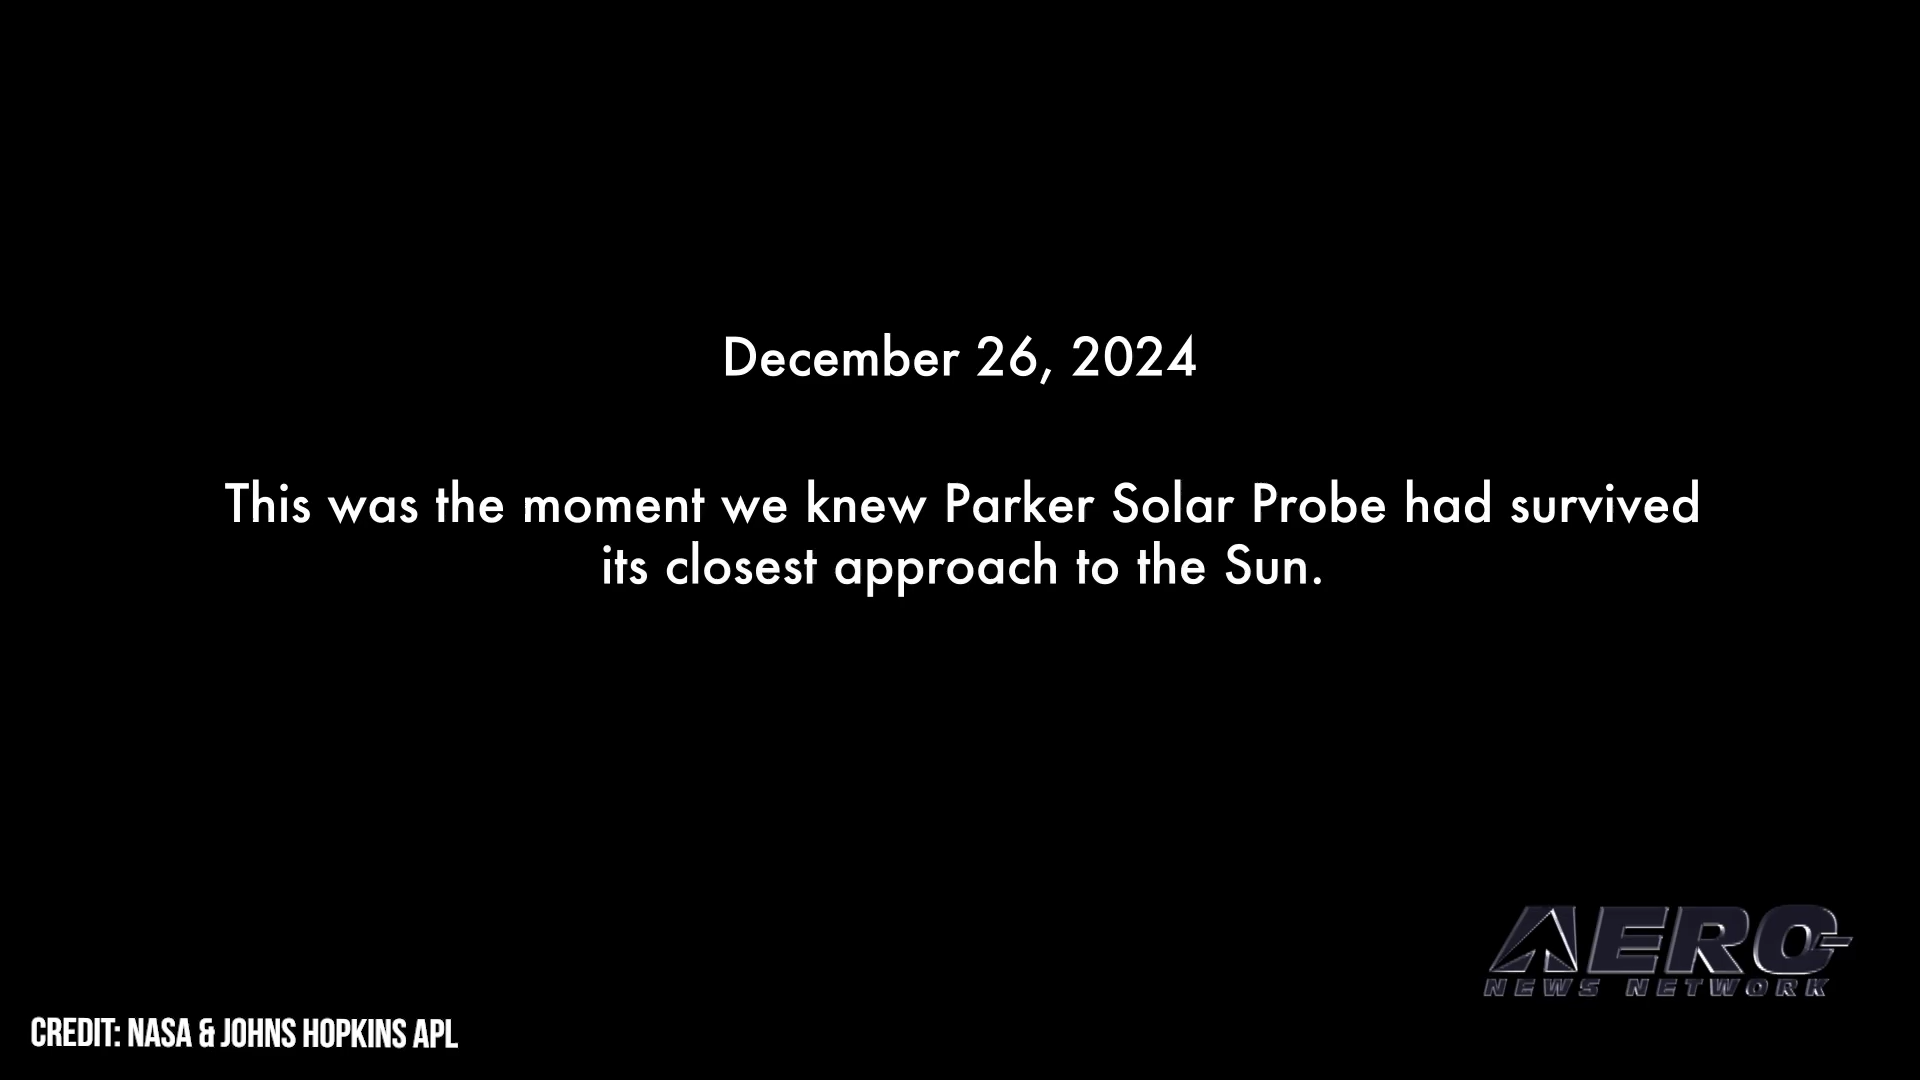 December 26, 2024
This was the moment we knew Parker Solar Probe had survived
its closest approach to the Sun.
AERO
NEWS NETWORK
CREDIT: NASA & JOHNS HOPKINS APL